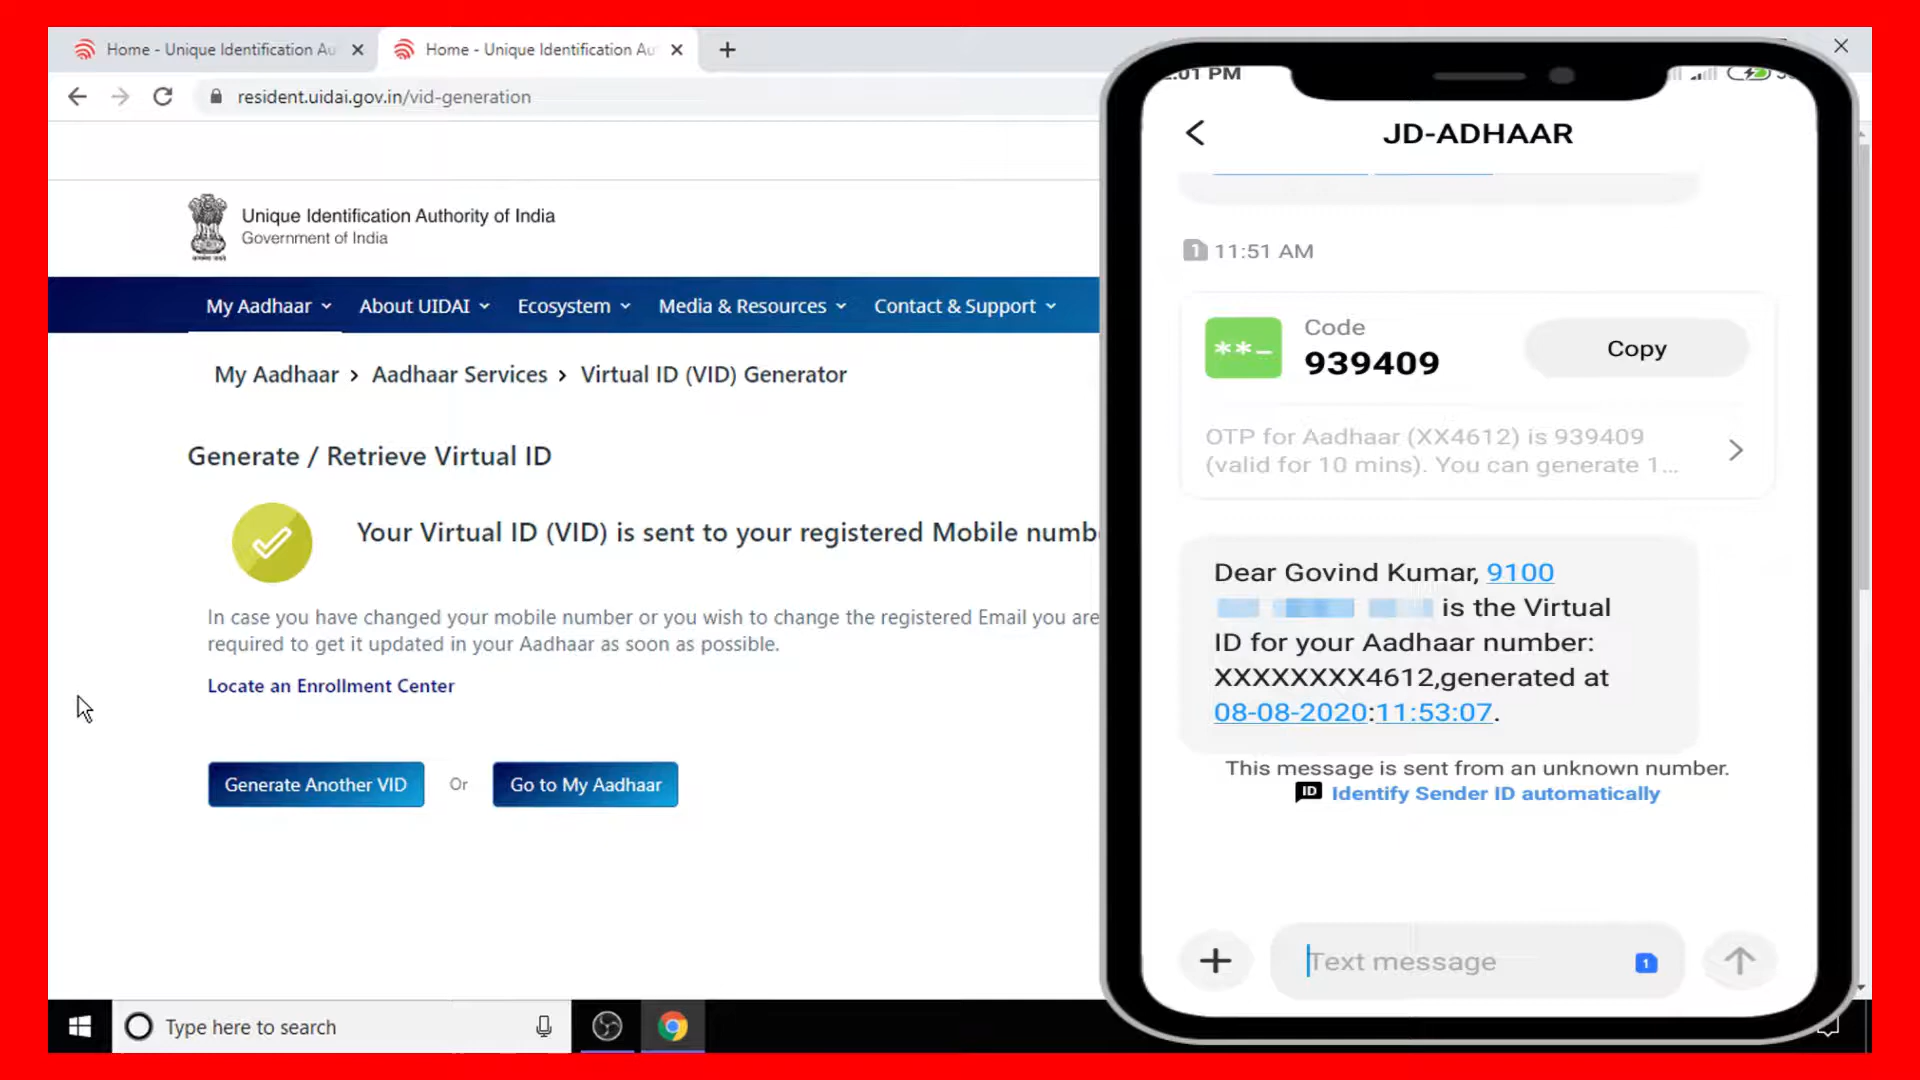 Home - Unique Identification Au
Home - Unique Identification Au
resident.uidai.gov.in/vid-generation
Unique Identification Authority of India
Government of India
My Aadhaar
About UIDAI
Ecosystem
Media & Resources
Contact & Support
My Aadhaar > Aadhaar Services > Virtual ID (VID) Generator
Generate / Retrieve Virtual ID
Your Virtual ID (VID) is sent to your registered Mobile numb
In case you have changed your mobile number or you wish to change the registered Email you are
required to get it updated in your Aadhaar as soon as possible.
Locate an Enrollment Center
Generate Another VID
Or
Go to My Aadhaar
Type here to search
:01 PM
JD-ADHAAR
1 11:51 AM
**_
Code
939409
Copy
OTP for Aadhaar (XX4612) is 939409
(valid for 10 mins). You can generate 1...
Dear Govind Kumar, 9100
is the Virtual
ID for your Aadhaar number:
XXXXXXXX4612,generated at
08-08-2020:11:53:07.
This message is sent from an unknown number.
ID Identify Sender ID automatically
Text message
1